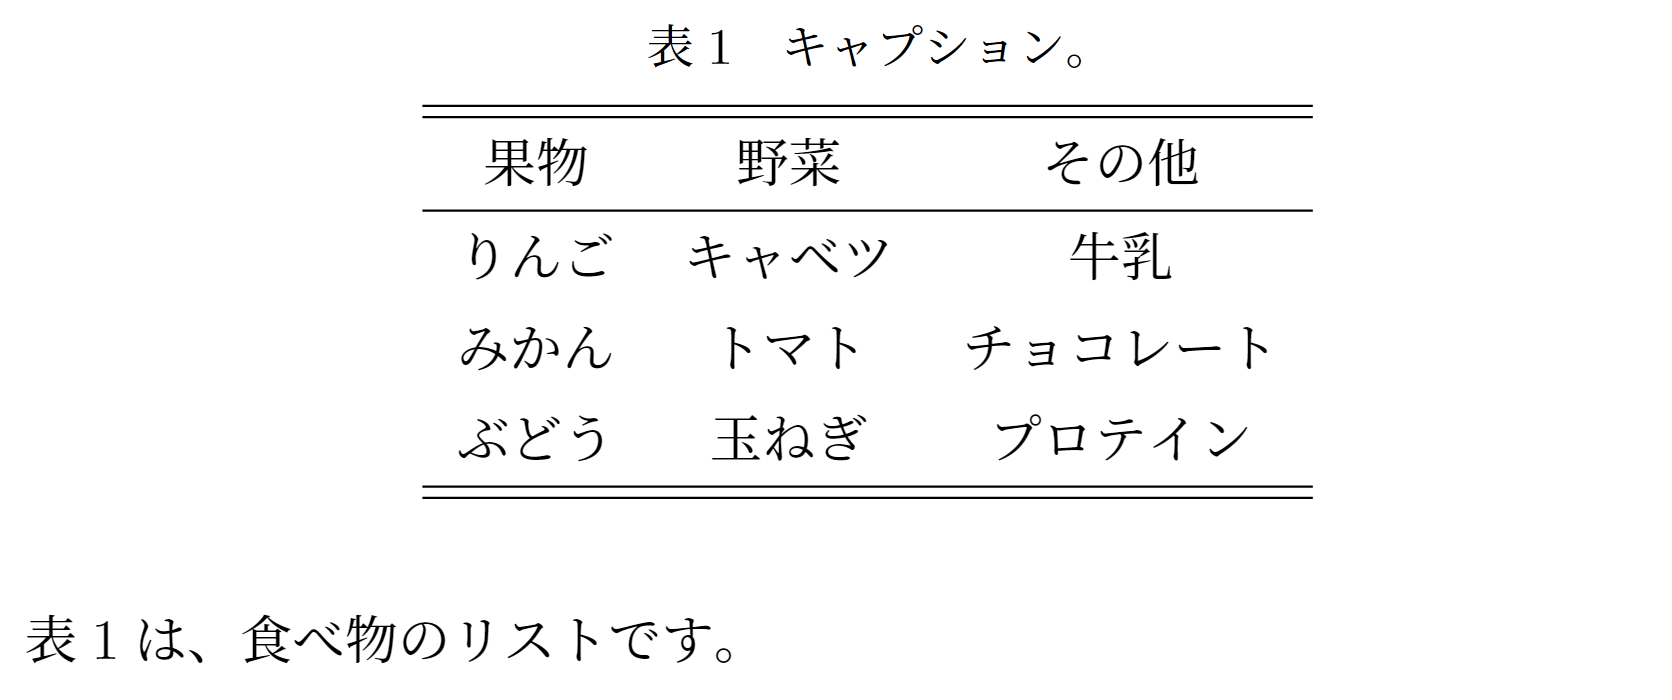 表 1　キャプション。
果物 野菜 その他
りんご キャベツ 牛乳
みかん トマト チョコレート
ぶどう 玉ねぎ プロテイン
表 1 は、食べ物のリストです。